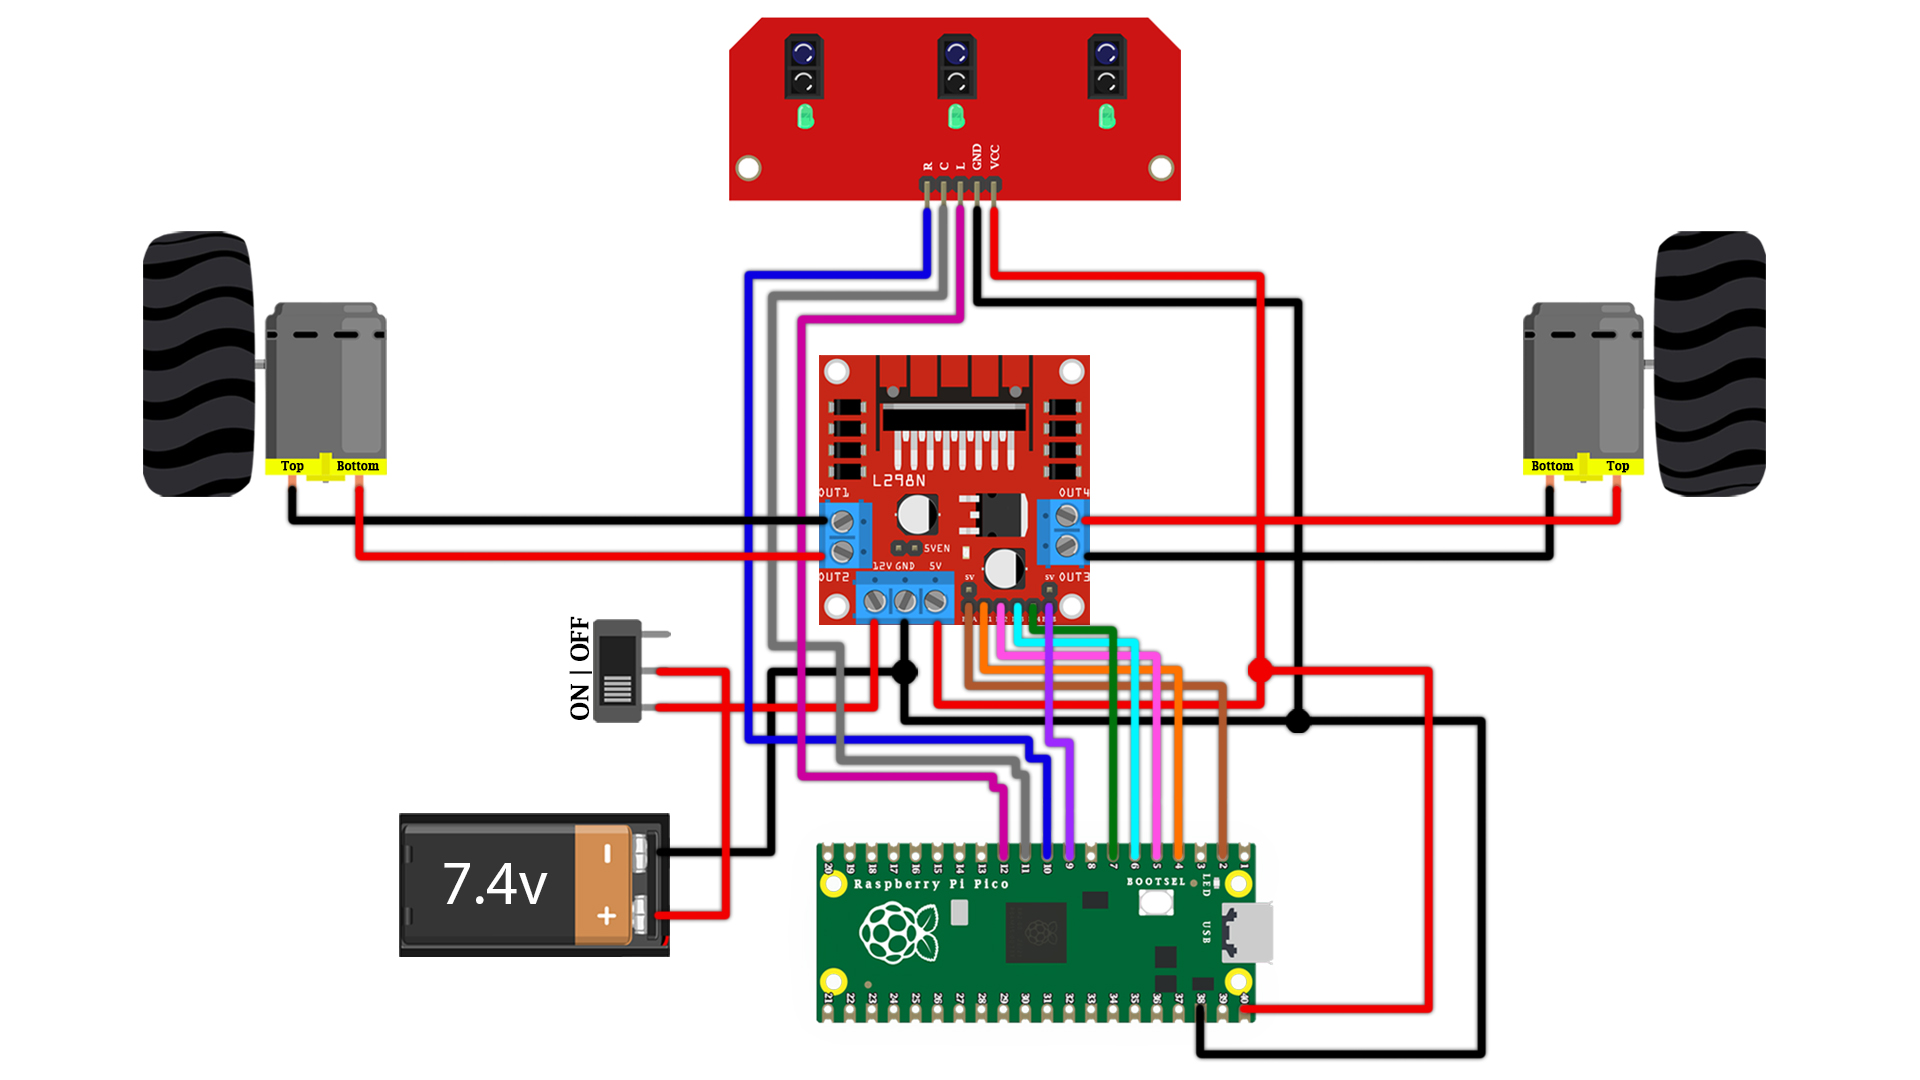 R C L GND VCC
Top Bottom
Bottom Top
L298N
OUT1
OUT4
5VEN
12V GND 5V
5V 5V
OUT2
OUT3
ON | OFF
7.4v
20 19 18 17 16 15 14 13 12 11 10 9 8 7 6 5 4 3 2 1
Raspberry Pi Pico
BOOTSEL
LED
USB
21 22 23 24 25 26 27 28 29 30 31 32 33 34 35 36 37 38 39 40